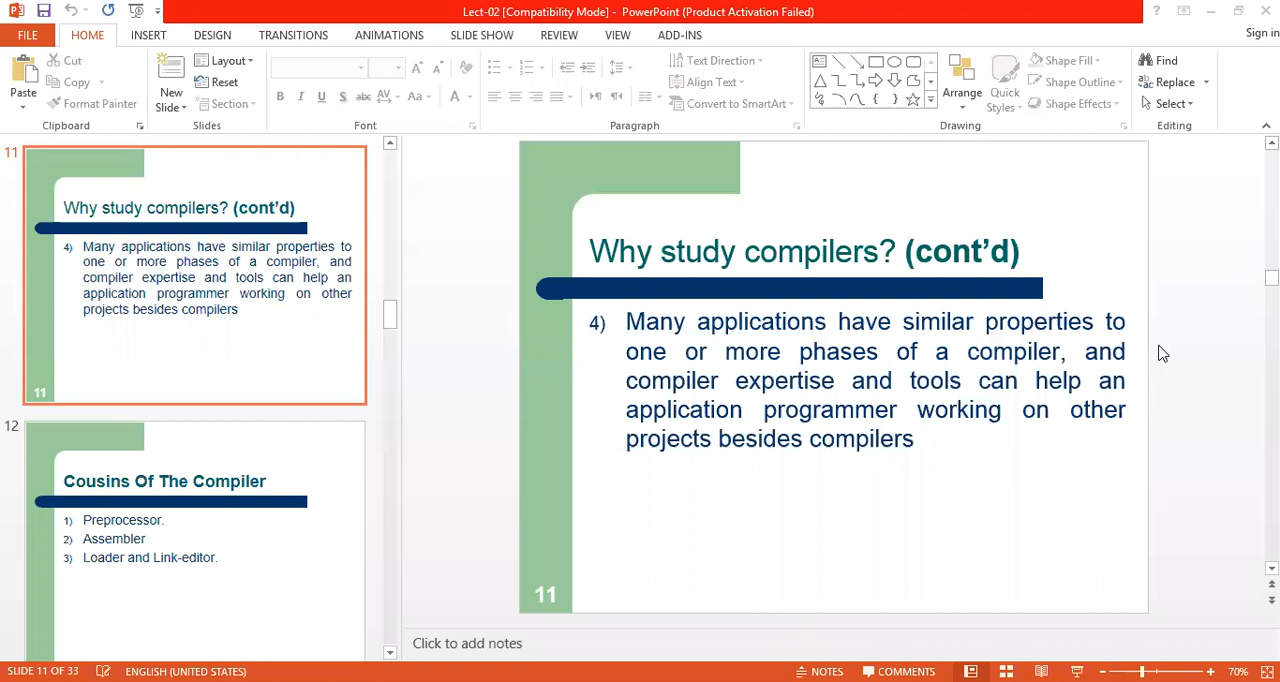 Lect-02 [Compatibility Mode] - PowerPoint (Product Activation Failed)
FILE HOME INSERT DESIGN TRANSITIONS ANIMATIONS SLIDE SHOW REVIEW VIEW ADD-INS Sign in
Paste Cut Copy Format Painter
Clipboard
New Slide Layout Reset Section
Slides
B I U S abc AV Aa A
Font
Text Direction Align Text Convert to SmartArt
Paragraph
Arrange Quick Styles Shape Fill Shape Outline Shape Effects
Drawing
Find Replace Select
Editing
11
Why study compilers? (cont’d)
4) Many applications have similar properties to
one or more phases of a compiler, and
compiler expertise and tools can help an
application programmer working on other
projects besides compilers
11
12
Cousins Of The Compiler
1) Preprocessor.
2) Assembler
3) Loader and Link-editor.
Why study compilers? (cont’d)
4) Many applications have similar properties to
one or more phases of a compiler, and
compiler expertise and tools can help an
application programmer working on other
projects besides compilers
11
Click to add notes
SLIDE 11 OF 33 ENGLISH (UNITED STATES) NOTES COMMENTS 70%